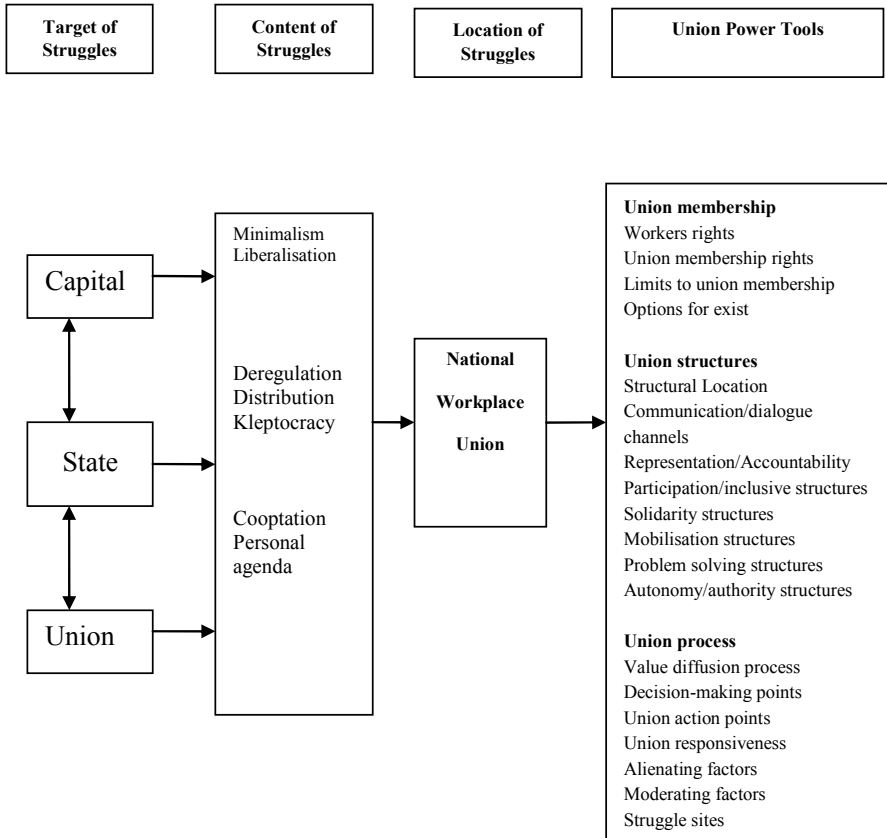 Target of
Struggles
Content of
Struggles
Location of
Struggles
Union Power Tools
Capital
State
Union
Minimalism
Liberalisation
Deregulation
Distribution
Kleptocracy
Cooptation
Personal
agenda
National
Workplace
Union
Union membership
Workers rights
Union membership rights
Limits to union membership
Options for exist
Union structures
Structural Location
Communication/dialogue
channels
Representation/Accountability
Participation/inclusive structures
Solidarity structures
Mobilisation structures
Problem solving structures
Autonomy/authority structures
Union process
Value diffusion process
Decision-making points
Union action points
Union responsiveness
Alienating factors
Moderating factors
Struggle sites